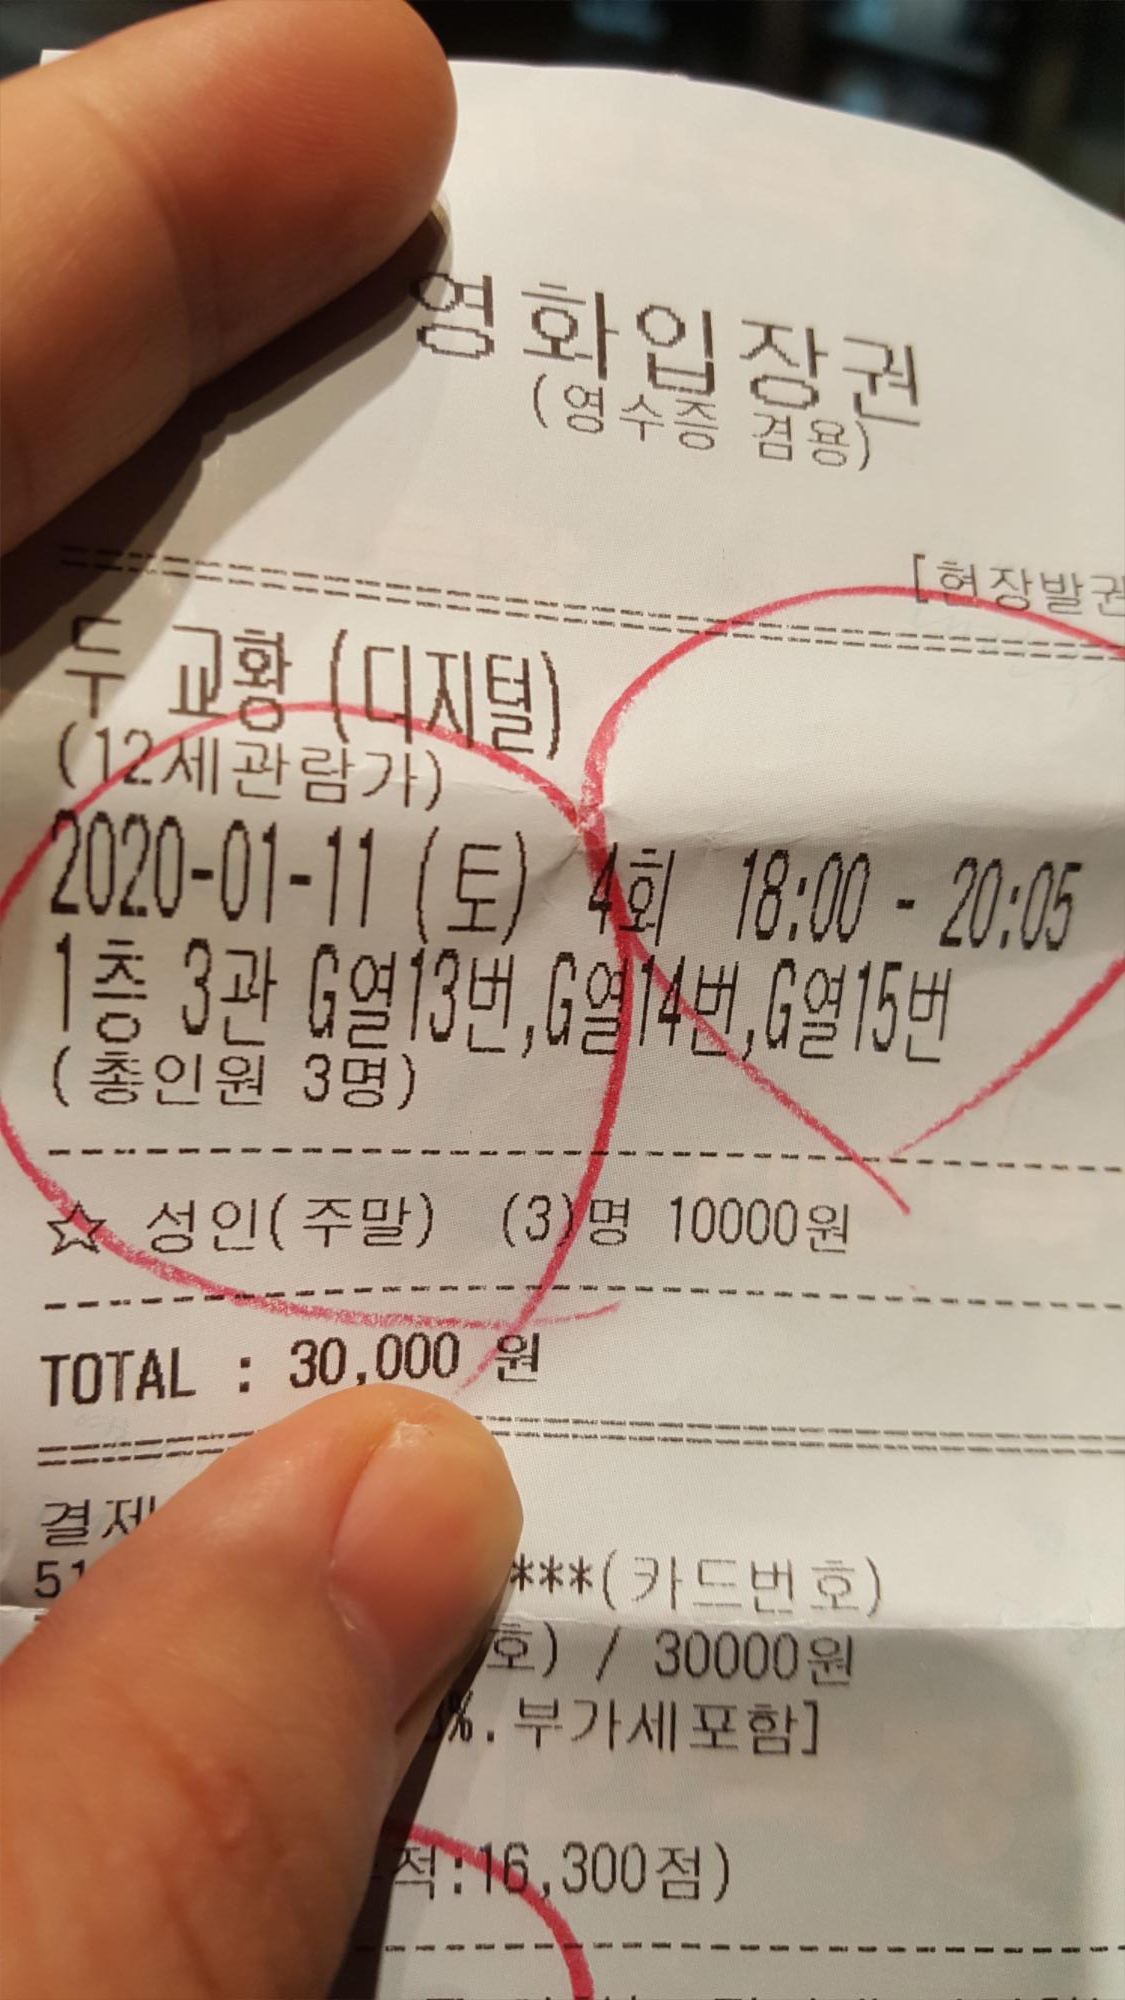 영화입장권
(영수증 겸용)
[현장발권
두 교황 (디지털)
(12세관람가)
2020-01-11 (토) 4회 18:00 - 20:05
1층 3관 G열13번,G열14번,G열15번
(총인원 3명)
☆ 성인(주말) (3)명 10000원
TOTAL : 30,000 원
결제
51 ***(카드번호)
호) / 30000원
%.부가세포함]
적:16,300점)